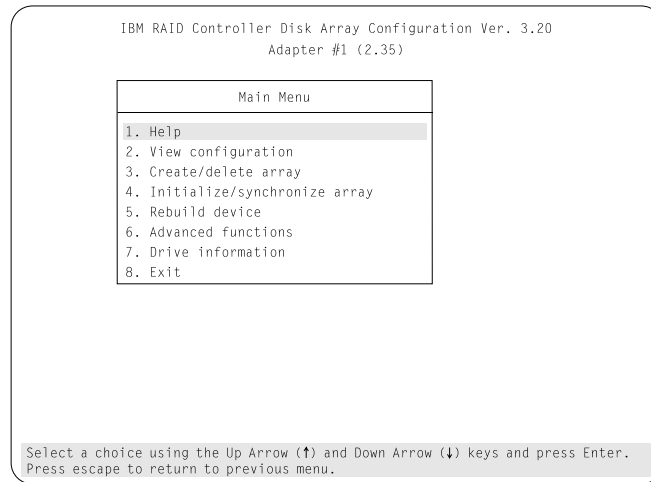 IBM RAID Controller Disk Array Configuration Ver. 3.20
Adapter #1 (2.35)
Main Menu
1. Help
2. View configuration
3. Create/delete array
4. Initialize/synchronize array
5. Rebuild device
6. Advanced functions
7. Drive information
8. Exit
Select a choice using the Up Arrow (↑) and Down Arrow (↓) keys and press Enter.
Press escape to return to previous menu.